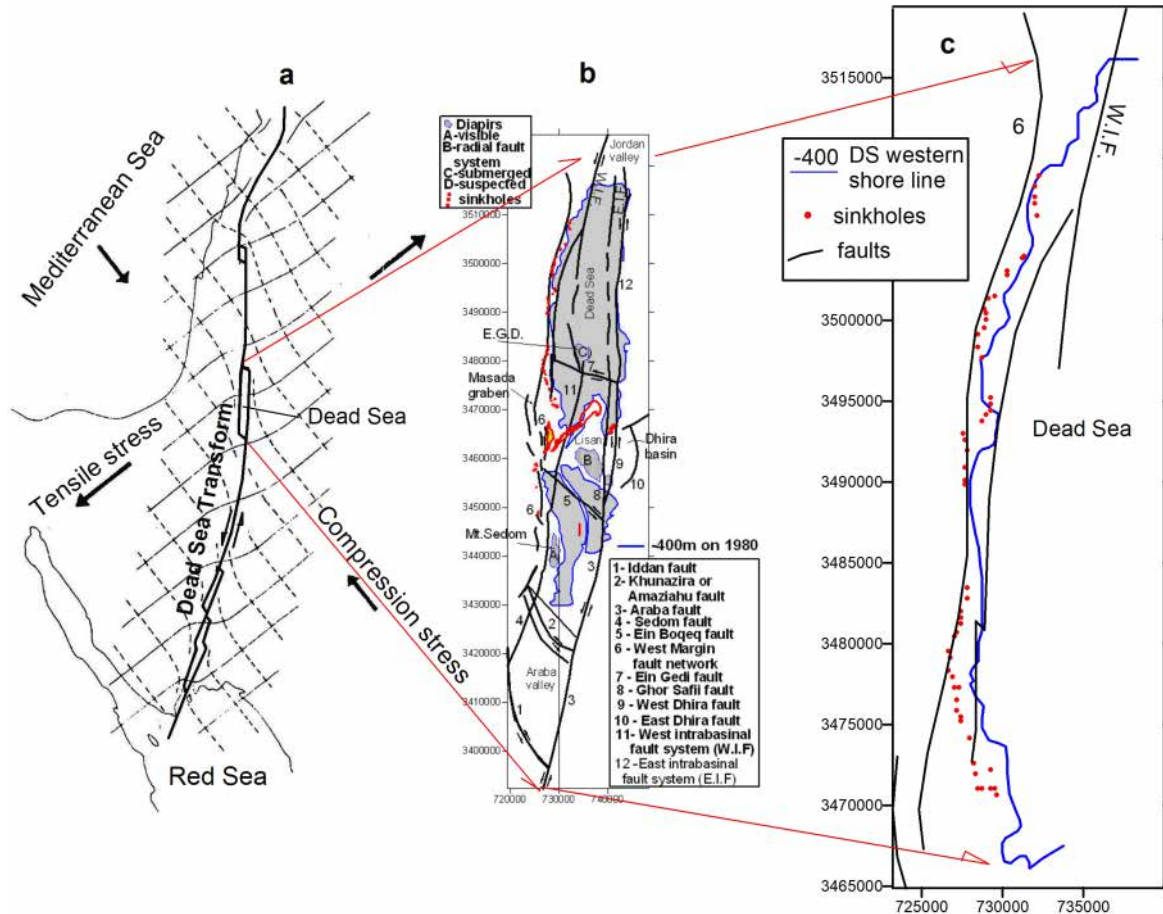 a
Mediterranean Sea
Dead Sea
Tensile stress
Dead Sea Transform
Compression stress
Red Sea
b
Diapirs
A-visible
B-radial fault
system
C-submerged
D-suspected
sinkholes
Jordan
valley
W.I.F
E.I.F
3510000
3500000
3490000
3480000
3470000
3460000
3450000
3440000
3430000
3420000
3410000
3400000
720000
730000
740000
Dead Sea
12
E.G.D.
C
7
Masada
graben
11
6
Lisan
Dhira
basin
B
9
10
8
5
6
Mt.Sedom
A
3
4
2
Araba
valley
1
3
-400m on 1980
1- Iddan fault
2- Khunazira or
Amaziahu fault
3- Araba fault
4 - Sedom fault
5 - Ein Boqeq fault
6 - West Margin
fault network
7 - Ein Gedi fault
8 - Ghor Safii fault
9 - West Dhira fault
10 - East Dhira fault
11- West intrabasinal
fault system (W.I.F)
12 -East intrabasinal
fault system (E.I.F)
c
3515000
3500000
3495000
3490000
3485000
3480000
3475000
3470000
3465000
725000
730000
735000
6
W.I.F.
-400 DS western
shore line
sinkholes
faults
Dead Sea